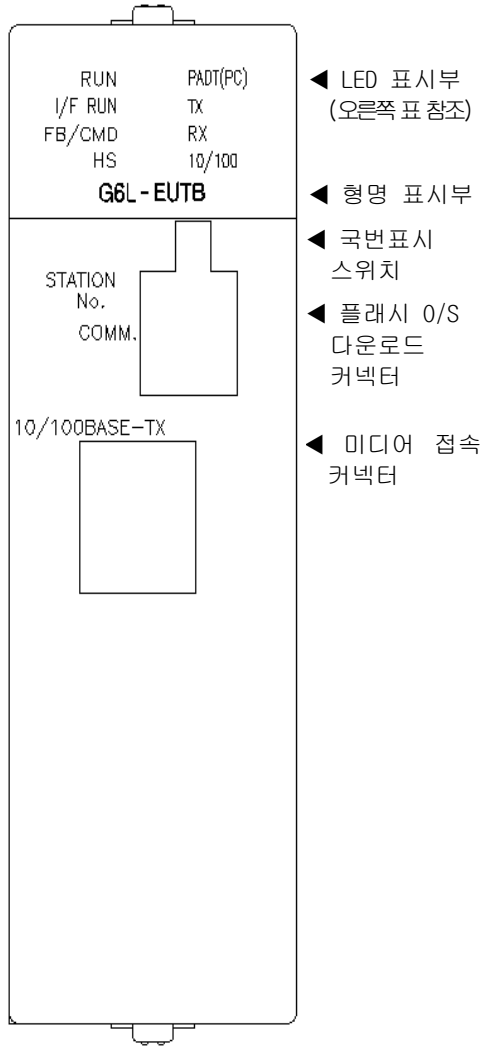 RUN PADT(PC)
I/F RUN TX
FB/CMD RX
HS 10/100
G6L-EUTB
STATION
No.
COMM.
10/100BASE-TX
◀ LED 표시부
(오른쪽 표 참조)
◀ 형명 표시부
◀ 국번표시
스위치
◀ 플래시 O/S
다운로드
커넥터
◀ 미디어 접속
커넥터